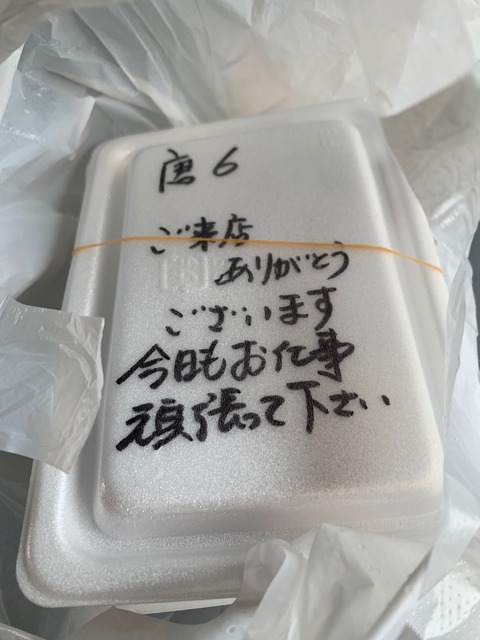 唐6
ご来店
ありがとう
ございます
今日もお仕事
頑張って下さい